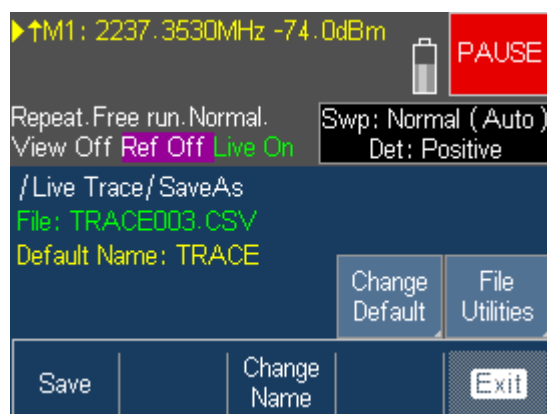 ↑M1: 2237.3530MHz -74.0dBm
PAUSE
Repeat.Free run.Normal.
View Off Ref Off Live On
Swp: Normal ( Auto )
Det: Positive
/Live Trace/SaveAs
File: TRACE003.CSV
Default Name: TRACE
Change
Default
File
Utilities
Save
Change
Name
Exit